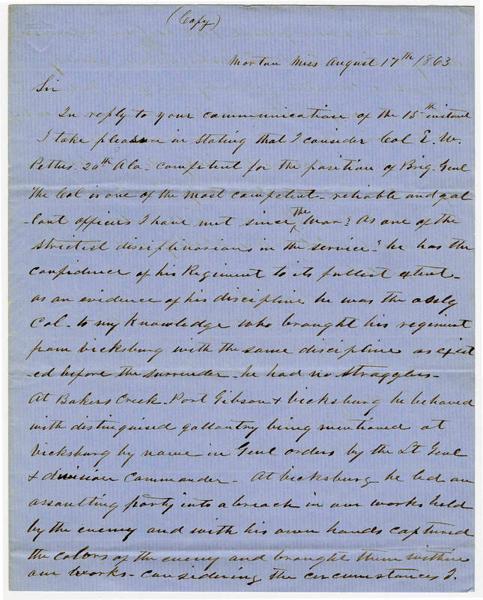 (Copy)
Morton Miss August 17th 1863
Sir
In reply to your communication of the 15th instant
I take pleasure in stating that I consider Col E. W.
Pettus 20th Ala. competent for the position of Brig. Genl
The Col is one of the most competent reliable and gal
lant officers I have met since the War? As one of the
strictest disciplinarians in the service? he has the
confidence of his Regiment to its fullest extent
as an evidence of his discipline he was the only
Col. to my knowledge who brought his regiment
from Vicksburg with the same discipline as exist
ed before the surrender. he had no stragglers-
At Bakers Creek. Port Gibson & Vicksburg he behaved
with distinguised gallantry being mentioned at
Vicksburg by name in Genl orders by the Lt Genl
& division Commander - At Vicksburg he led an
assaulting party into a breach in our works held
by the enemy and with his own hands captured
the colors of the enemy and brought them within
our works - considering the circumstances I.